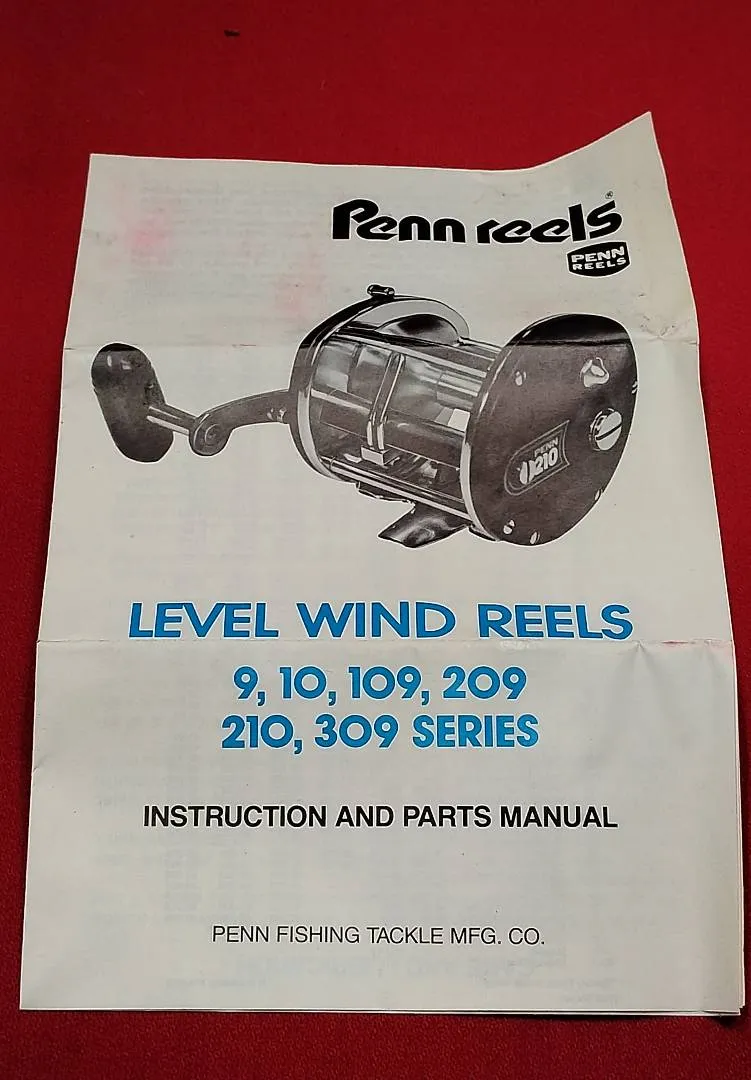 Penn reels®
PENN
REELS
PENN
210
LEVEL WIND REELS
9, 10, 109, 209
210, 309 SERIES
INSTRUCTION AND PARTS MANUAL
PENN FISHING TACKLE MFG. CO.